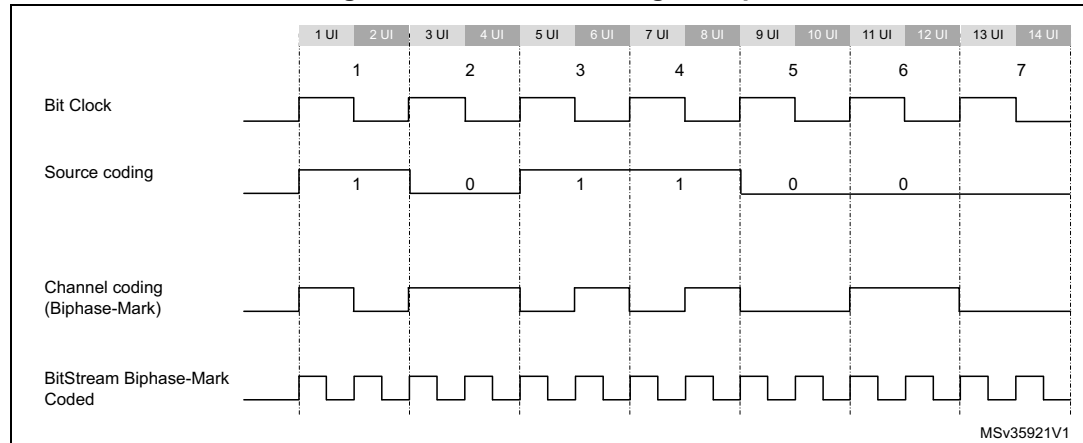 1 UI 2 UI 3 UI 4 UI 5 UI 6 UI 7 UI 8 UI 9 UI 10 UI 11 UI 12 UI 13 UI 14 UI
1 2 3 4 5 6 7
Bit Clock
Source coding
1 0 1 1 0 0
Channel coding
(Biphase-Mark)
BitStream Biphase-Mark
Coded
MSv35921V1